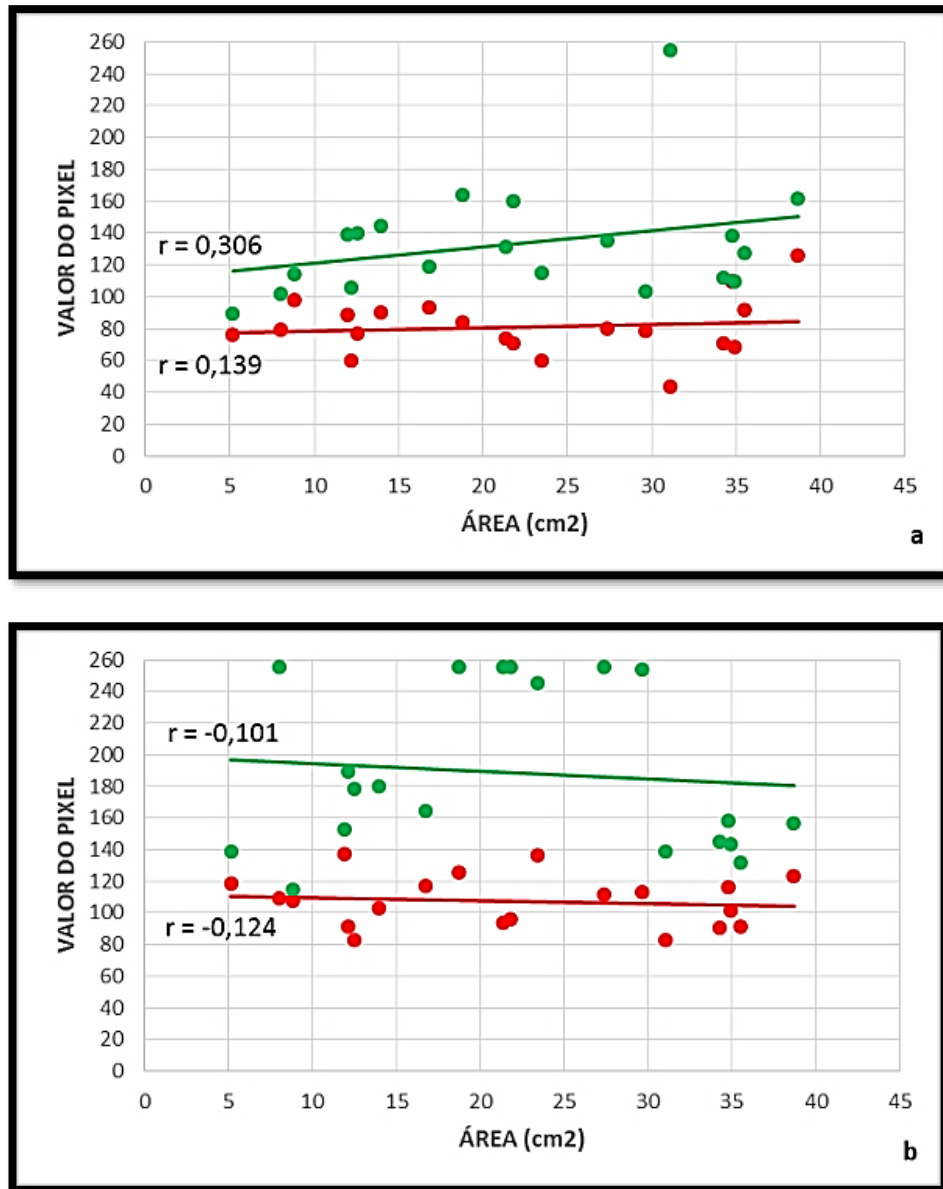 260
240
220
200
180
160
140
120
100
80
60
40
20
0
VALOR DO PIXEL
r = 0,306
r = 0,139
0 5 10 15 20 25 30 35 40 45
ÁREA (cm2)
a
260
240
220
200
180
160
140
120
100
80
60
40
20
0
VALOR DO PIXEL
r = -0,101
r = -0,124
0 5 10 15 20 25 30 35 40 45
ÁREA (cm2)
b